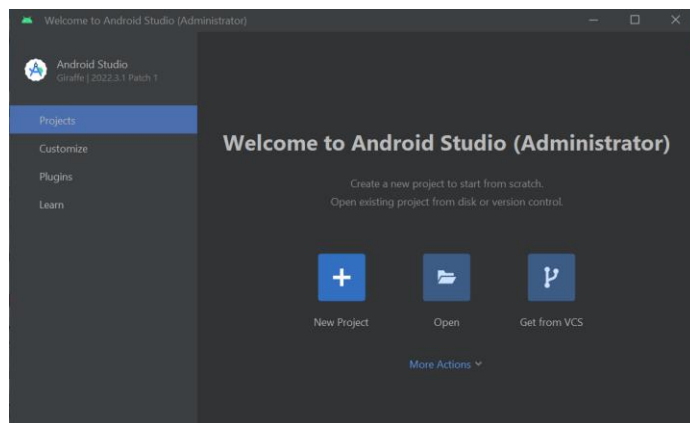 Welcome to Android Studio (Administrator)
Android Studio
Giraffe | 2022.3.1 Patch 1
Projects
Customize
Plugins
Learn
Welcome to Android Studio (Administrator)
Create a new project to start from scratch.
Open existing project from disk or version control.
New Project
Open
Get from VCS
More Actions